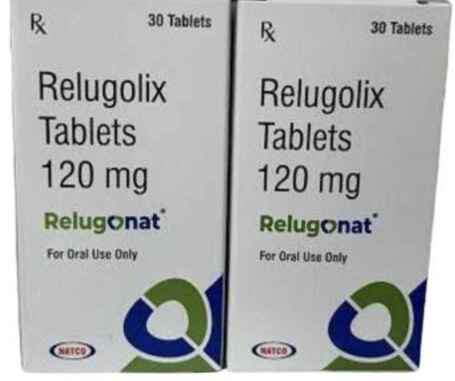 Rx
30 Tablets
Relugolix
Tablets
120 mg
Relugonat®
For Oral Use Only
NATCO
Rx
30 Tablets
Relugolix
Tablets
120 mg
Relugonat®
For Oral Use Only
NATCO